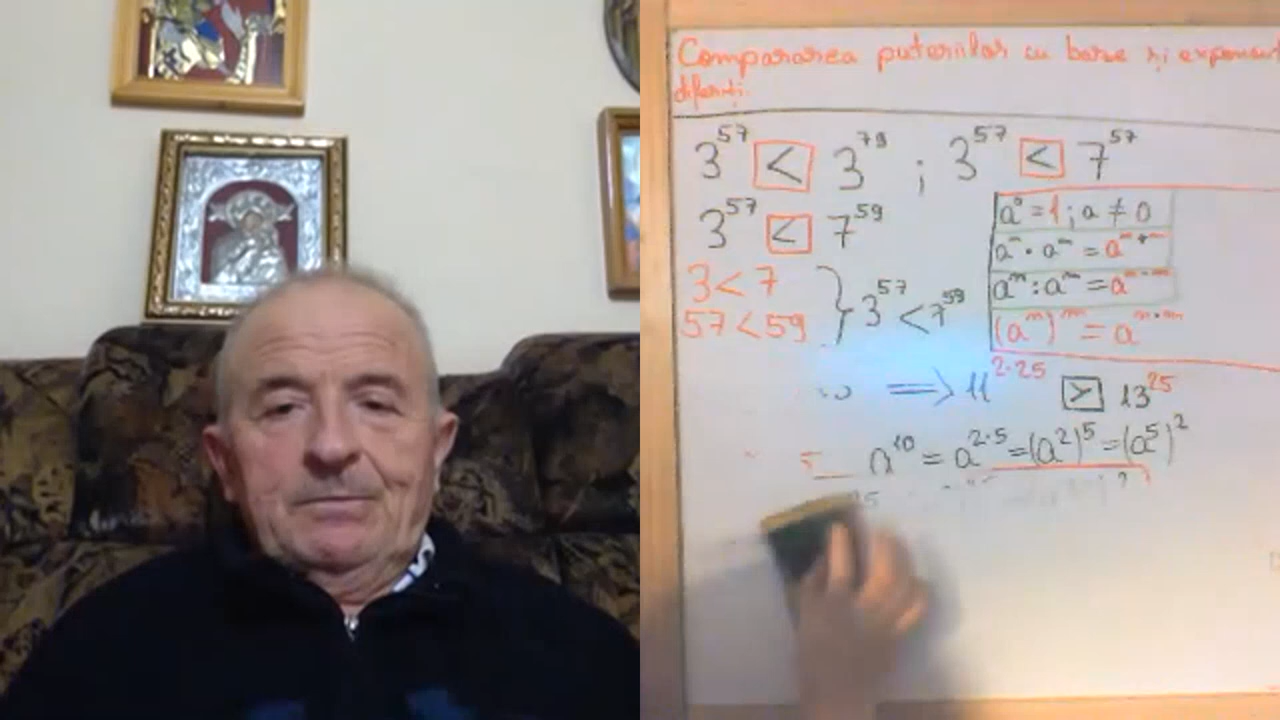 Compararea puterilor cu baze și exponenți
diferiți.
3^57 < 3^79 ; 3^57 < 7^57
3^57 < 7^59
3 < 7
57 < 59
} 3^57 < 7^59
a^0 = 1 ; a ≠ 0
a^n · a^m = a^(n+m)
a^m : a^n = a^(m-n)
(a^m)^n = a^(m·n)
⟹ 11^(2·25) > 13^25
a^10 = a^(2·5) = (a^2)^5 = (a^5)^2